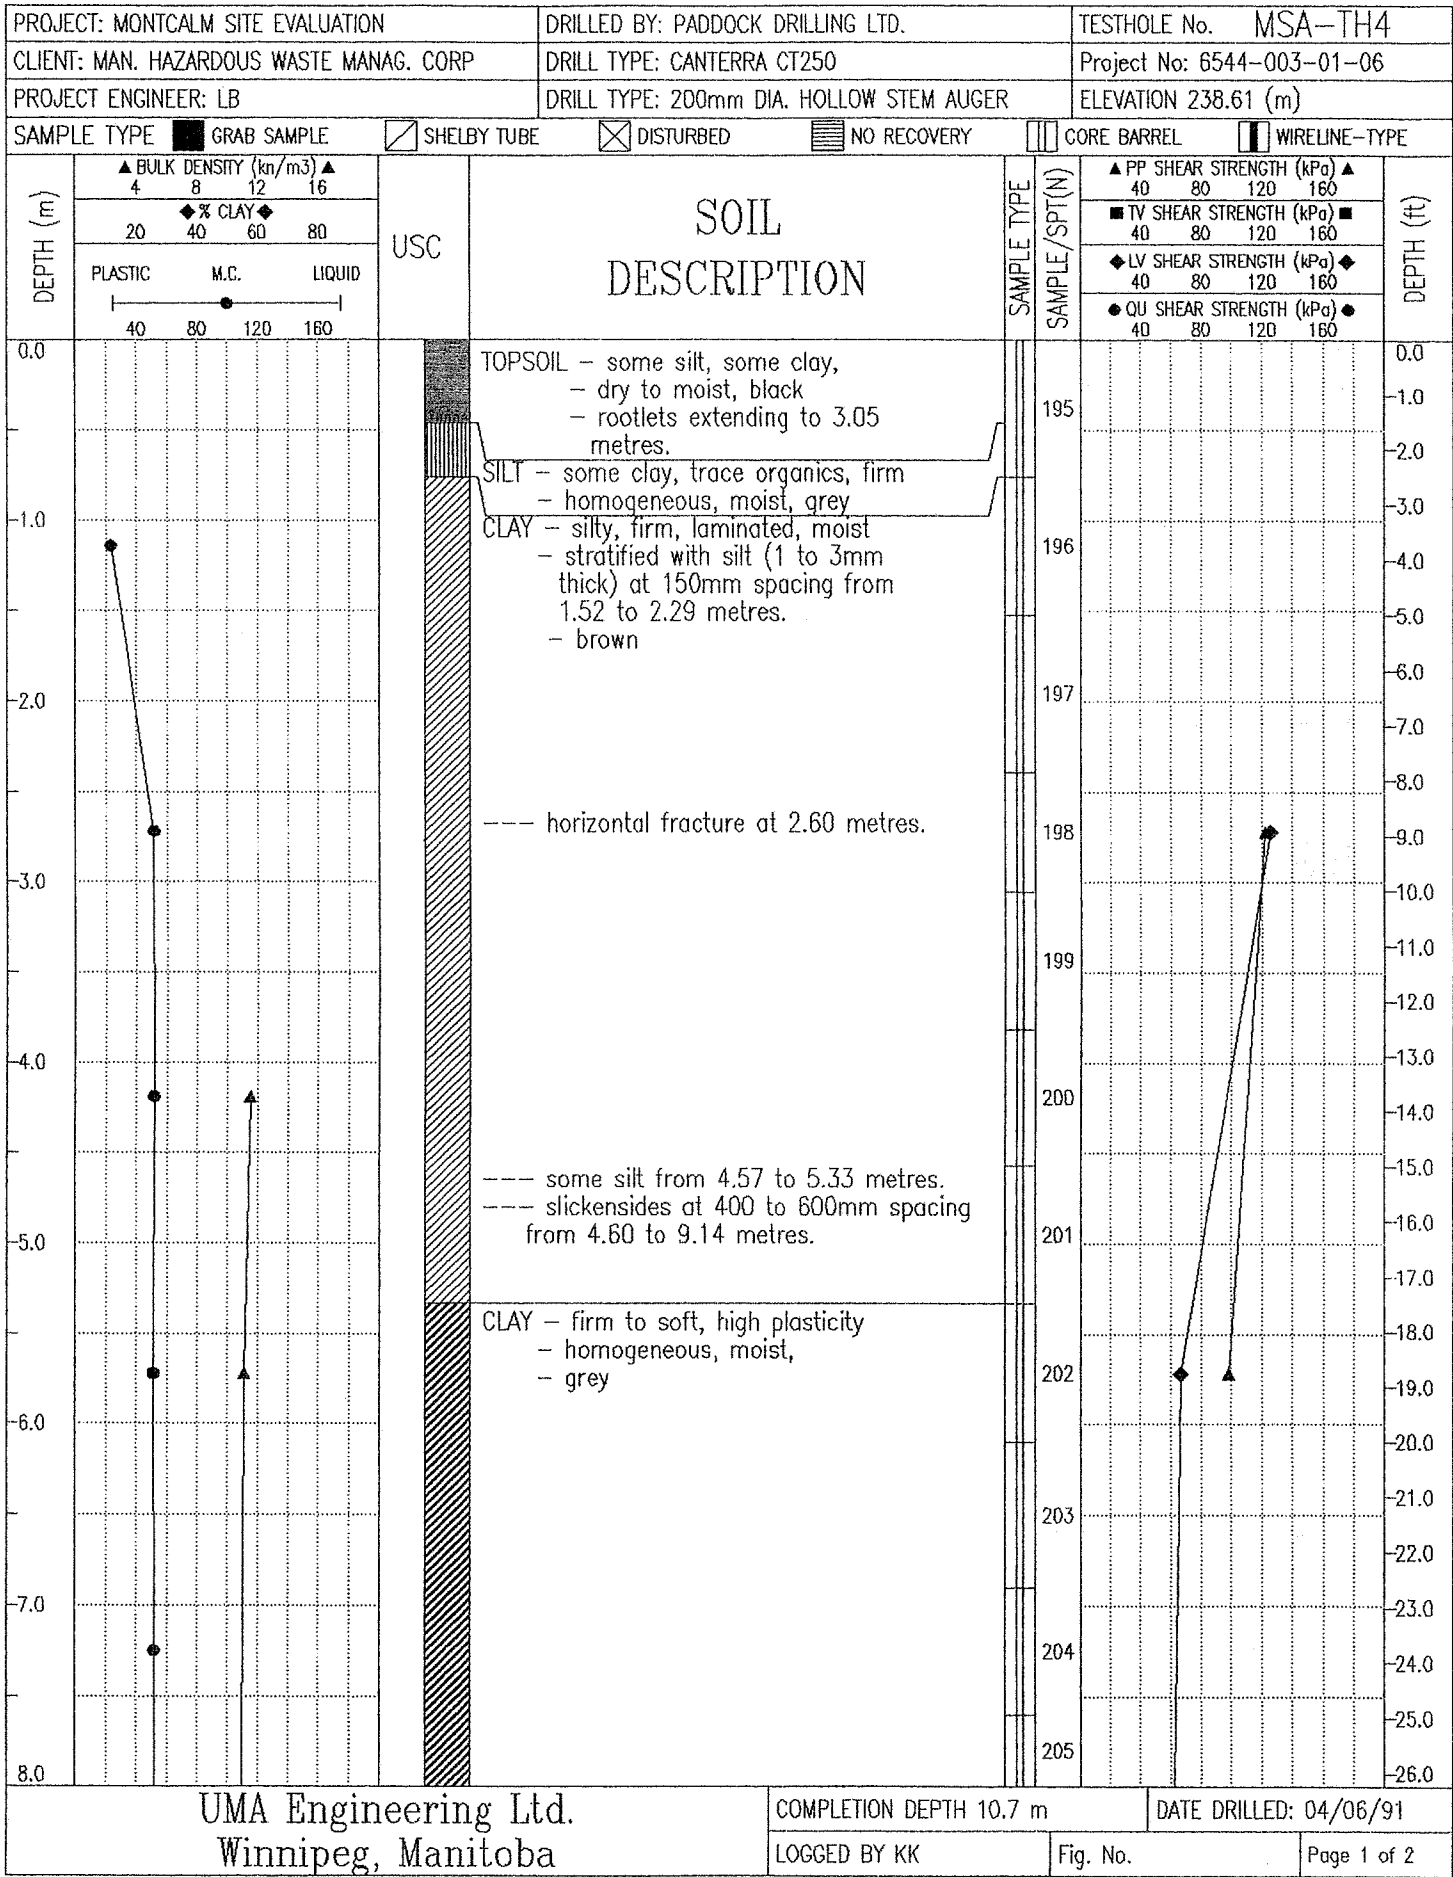 PROJECT: MONTCALM SITE EVALUATION
DRILLED BY: PADDOCK DRILLING LTD.
TESTHOLE No. MSA-TH4
CLIENT: MAN. HAZARDOUS WASTE MANAG. CORP
DRILL TYPE: CANTERRA CT250
Project No: 6544-003-01-06
PROJECT ENGINEER: LB
DRILL TYPE: 200mm DIA. HOLLOW STEM AUGER
ELEVATION 238.61 (m)
SAMPLE TYPE
GRAB SAMPLE
SHELBY TUBE
DISTURBED
NO RECOVERY
CORE BARREL
WIRELINE-TYPE
DEPTH (m)
▲ BULK DENSITY (kn/m3) ▲
4 8 12 16
◆ % CLAY ◆
20 40 60 80
PLASTIC M.C. LIQUID
40 80 120 160
USC
SOIL
DESCRIPTION
SAMPLE TYPE
SAMPLE/SPT(N)
▲ PP SHEAR STRENGTH (kPa) ▲
40 80 120 160
■ TV SHEAR STRENGTH (kPa) ■
40 80 120 160
◆ LV SHEAR STRENGTH (kPa) ◆
40 80 120 160
● QU SHEAR STRENGTH (kPa) ●
40 80 120 160
DEPTH (ft)
0.0
-1.0
-2.0
-3.0
-4.0
-5.0
-6.0
-7.0
8.0
TOPSOIL - some silt, some clay,
- dry to moist, black
- rootlets extending to 3.05
metres.
SILT - some clay, trace organics, firm
- homogeneous, moist, grey
CLAY - silty, firm, laminated, moist
- stratified with silt (1 to 3mm
thick) at 150mm spacing from
1.52 to 2.29 metres.
- brown
--- horizontal fracture at 2.60 metres.
--- some silt from 4.57 to 5.33 metres.
--- slickensides at 400 to 600mm spacing
from 4.60 to 9.14 metres.
CLAY - firm to soft, high plasticity
- homogeneous, moist,
- grey
195
196
197
198
199
200
201
202
203
204
205
0.0
-1.0
-2.0
-3.0
-4.0
-5.0
-6.0
-7.0
-8.0
-9.0
-10.0
-11.0
-12.0
-13.0
-14.0
-15.0
-16.0
-17.0
-18.0
-19.0
-20.0
-21.0
-22.0
-23.0
-24.0
-25.0
-26.0
UMA Engineering Ltd.
Winnipeg, Manitoba
COMPLETION DEPTH 10.7 m
DATE DRILLED: 04/06/91
LOGGED BY KK
Fig. No.
Page 1 of 2